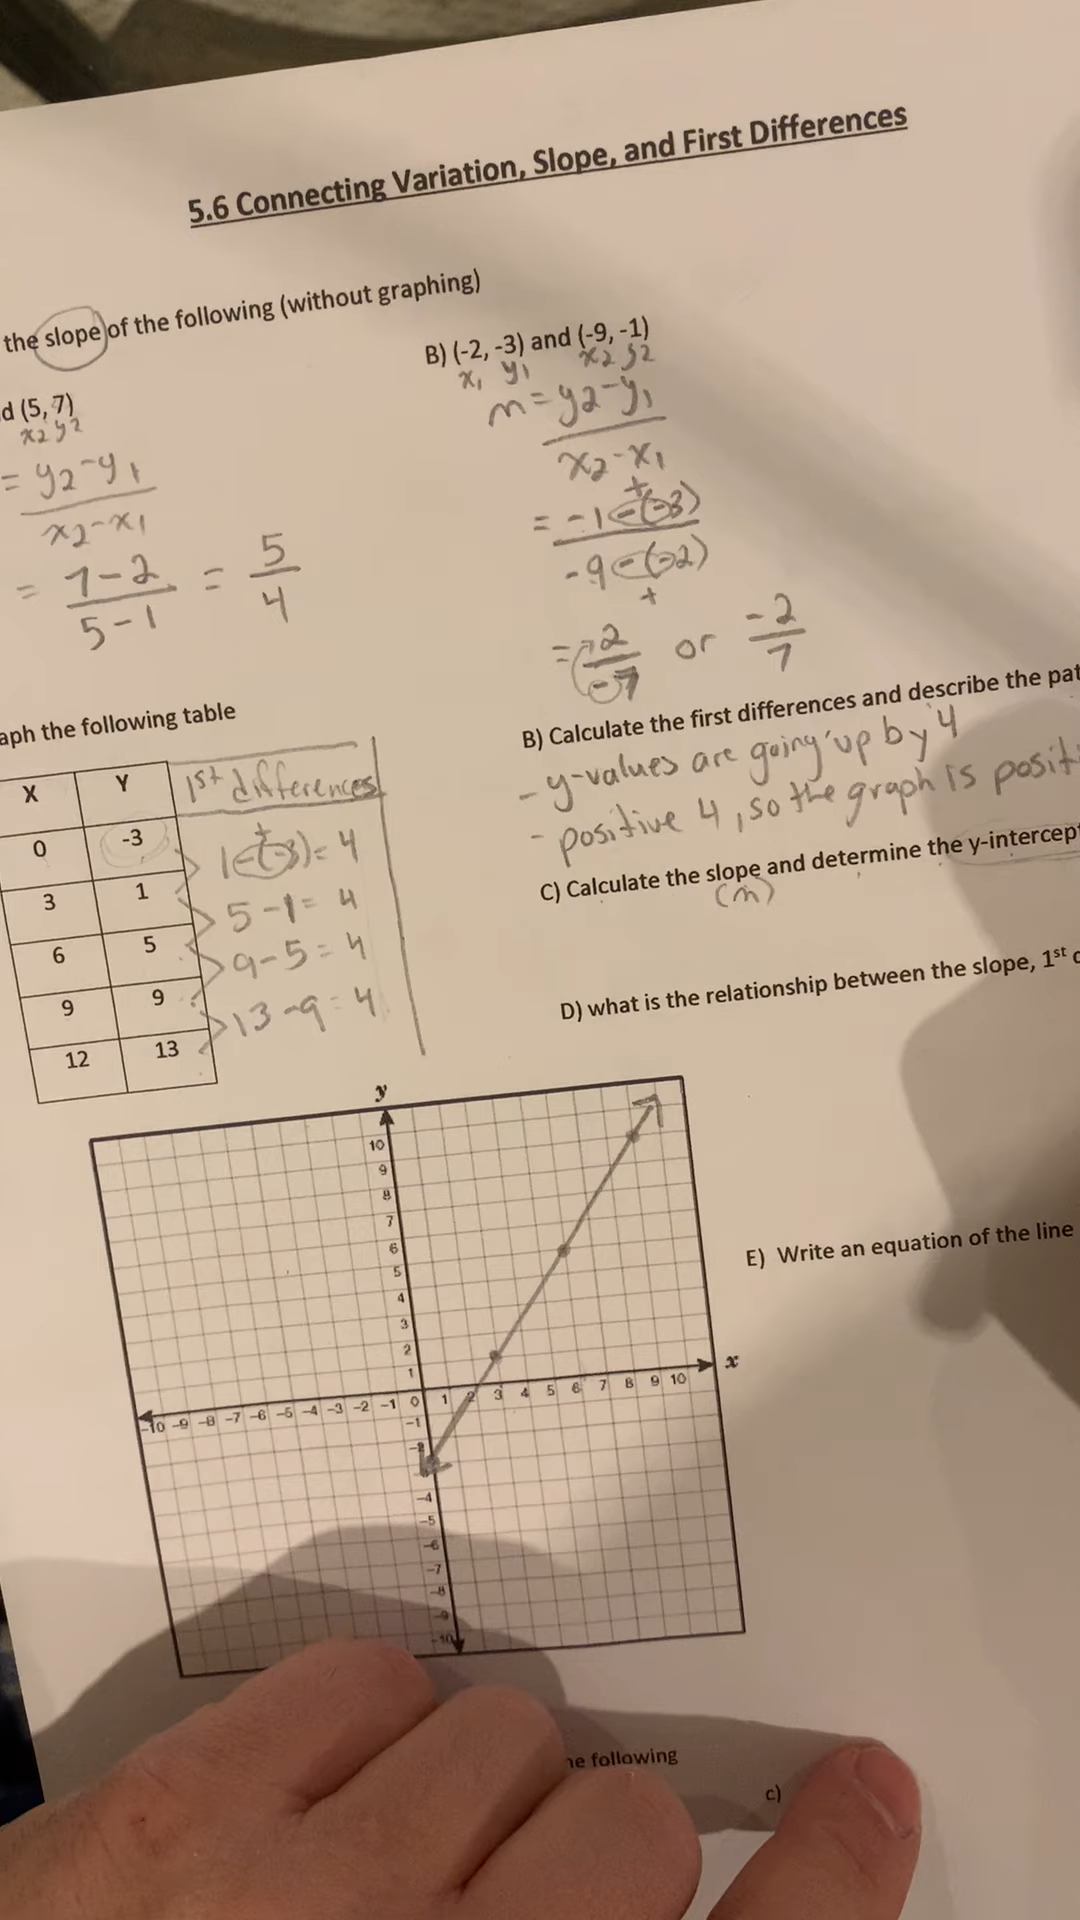 5.6 Connecting Variation, Slope, and First Differences
the slope of the following (without graphing)
d (5, 7)
x2 y2
= y2-y1
x2-x1
= 7-2 = 5
5-1 4
B) (-2, -3) and (-9, -1)
x1 y1 x2 y2
m = y2-y1
x2-x1
+
= -1-(-3)
-9-(-2)
+
= 2 or -2
-7 7
aph the following table
X Y 1st differences
0 -3
+
1-(-3)= 4
3 1
5-1= 4
6 5
9-5= 4
9 9
13-9= 4
12 13
B) Calculate the first differences and describe the pat
- y-values are going up by 4
- positive 4, so the graph is posit
C) Calculate the slope and determine the y-intercept
(m)
D) what is the relationship between the slope, 1st
y
10
9
8
7
6
5
4
3
2
1
x
-10 -9 -8 -7 -6 -5 -4 -3 -2 -1 0 1 2 3 4 5 6 7 8 9 10
-1
-2
-4
-5
-6
-7
-8
-9
-10
E) Write an equation of the line
he following
c)